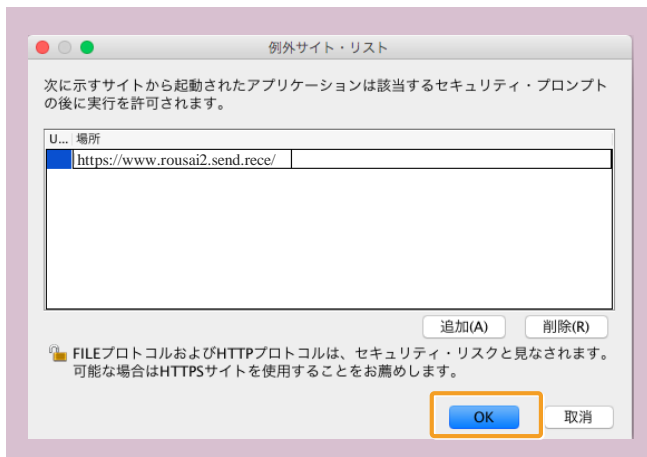 例外サイト・リスト
次に示すサイトから起動されたアプリケーションは該当するセキュリティ・プロンプト
の後に実行を許可されます。
U... 場所
https://www.rousai2.send.rece/
追加(A) 削除(R)
FILEプロトコルおよびHTTPプロトコルは、セキュリティ・リスクと見なされます。
可能な場合はHTTPSサイトを使用することをお薦めします。
OK 取消